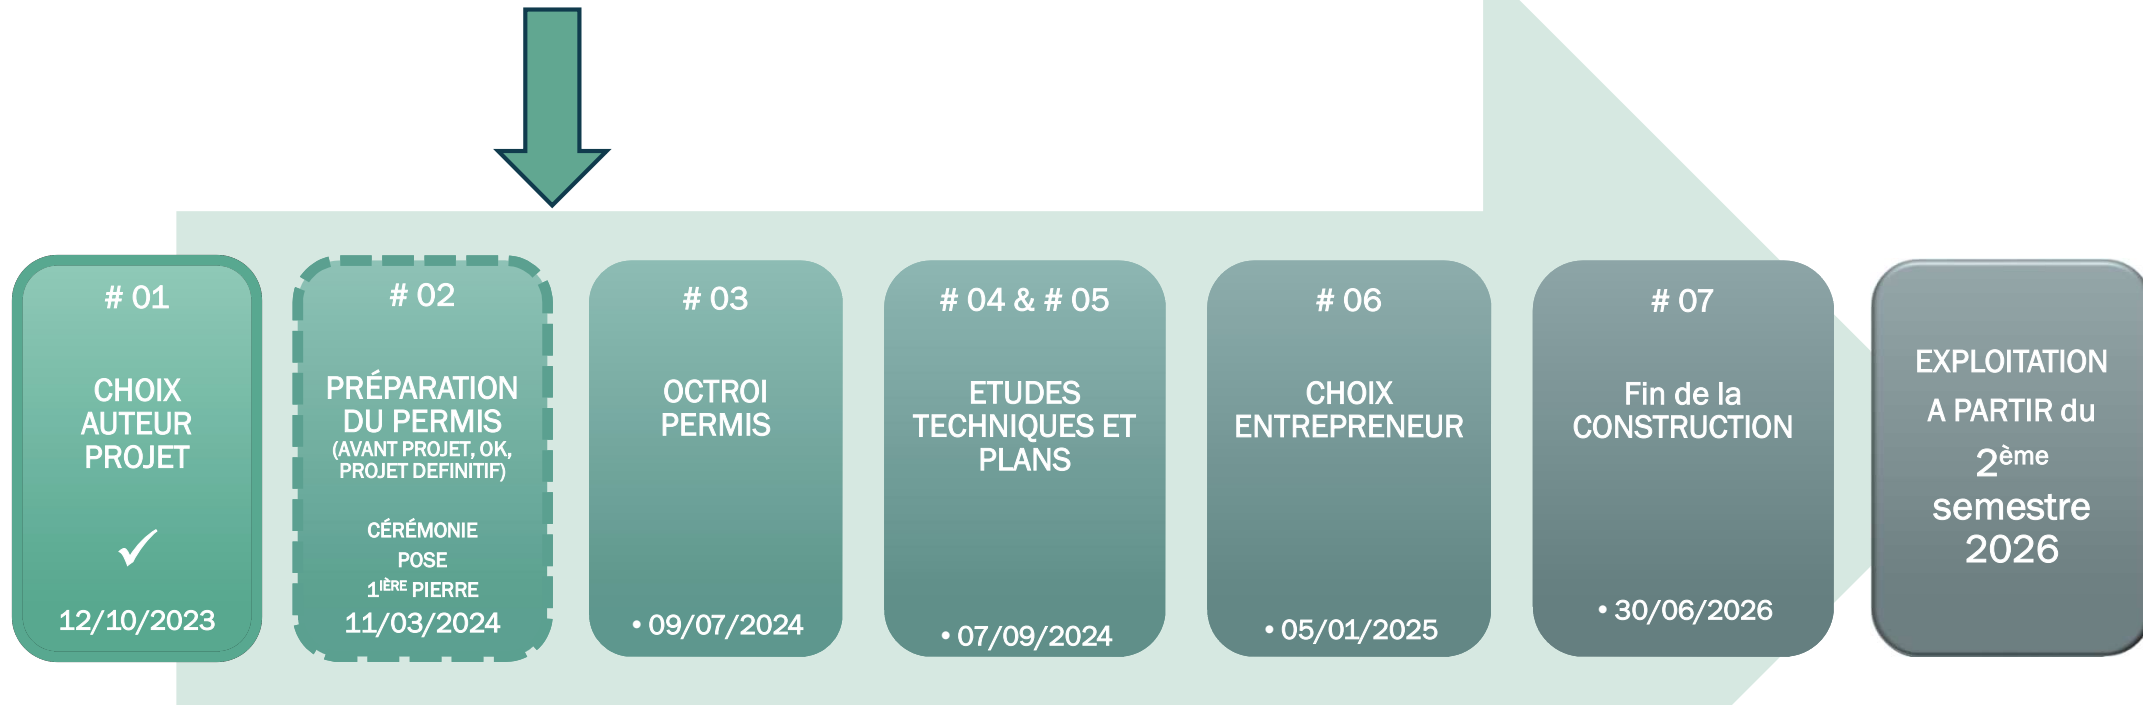 # 01
CHOIX
AUTEUR
PROJET
✓
12/10/2023
# 02
PRÉPARATION
DU PERMIS
(AVANT PROJET, OK,
PROJET DEFINITIF)
CÉRÉMONIE
POSE
1IÈRE PIERRE
11/03/2024
# 03
OCTROI
PERMIS
• 09/07/2024
# 04 & # 05
ETUDES
TECHNIQUES ET
PLANS
• 07/09/2024
# 06
CHOIX
ENTREPRENEUR
• 05/01/2025
# 07
Fin de la
CONSTRUCTION
• 30/06/2026
EXPLOITATION
A PARTIR du
2ème
semestre
2026